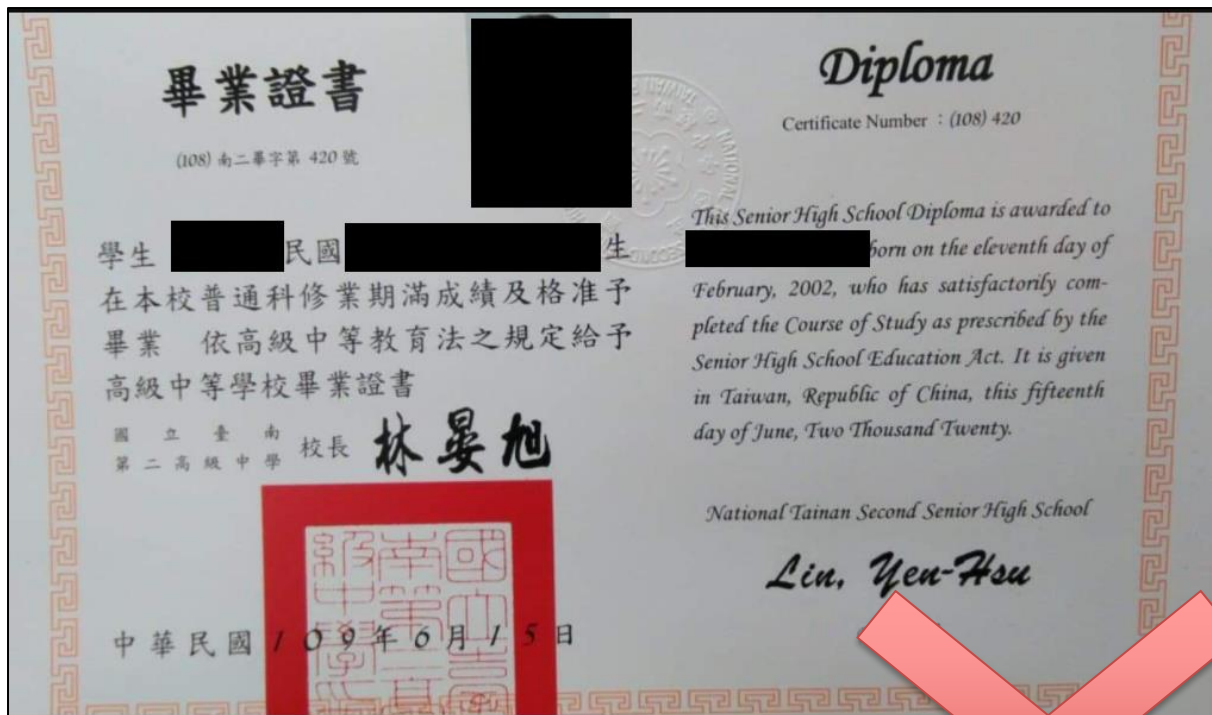 畢業證書
(108) 南二畢字第 420 號
學生 民國 生
在本校普通科修業期滿成績及格准予
畢業 依高級中等教育法之規定給予
高級中等學校畢業證書
國立臺南
第二高級中學 校長 林晏旭
中華民國109年6月15日
Diploma
Certificate Number : (108) 420
This Senior High School Diploma is awarded to
born on the eleventh day of
February, 2002, who has satisfactorily com-
pleted the Course of Study as prescribed by the
Senior High School Education Act. It is given
in Taiwan, Republic of China, this fifteenth
day of June, Two Thousand Twenty.
National Tainan Second Senior High School
Lin, Yen-Hsu